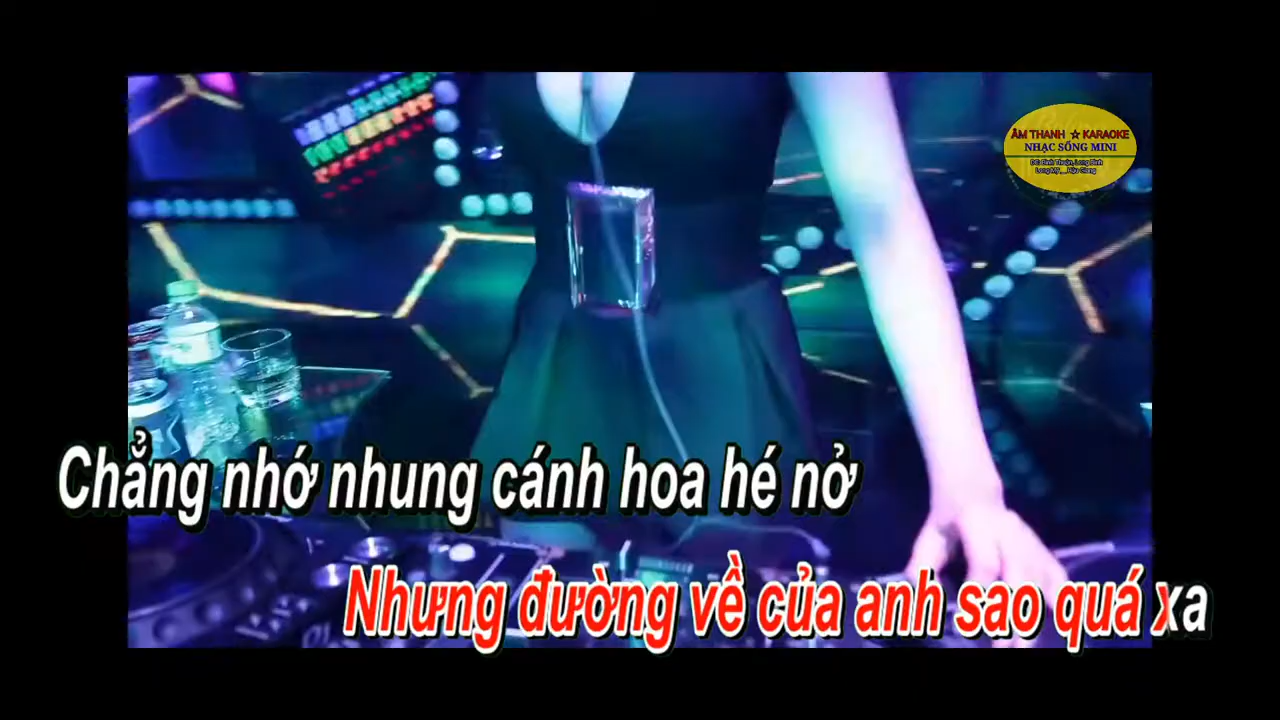 ÂM THANH ☆ KARAOKE
NHẠC SỐNG MINI
Chẳng nhớ nhung cánh hoa hé nở
Nhưng đường về của anh sao quá xa